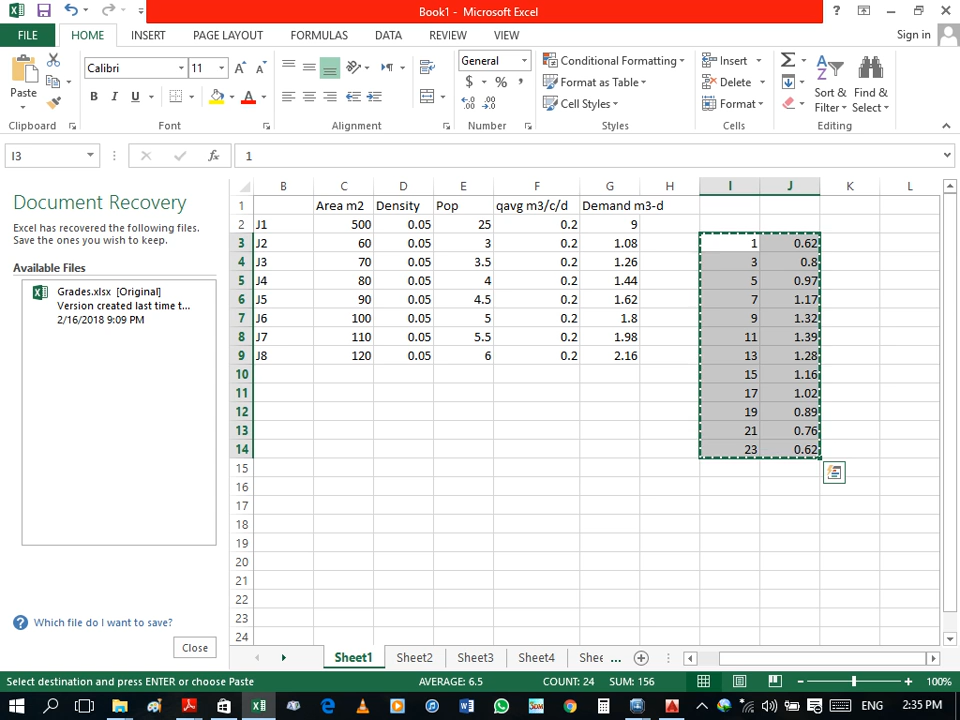 Book1 - Microsoft Excel
FILE HOME INSERT PAGE LAYOUT FORMULAS DATA REVIEW VIEW Sign in
Paste Calibri 11 General Conditional Formatting Insert Sort & Find &
Format as Table Delete Filter Select
Cell Styles Format
Clipboard Font Alignment Number Styles Cells Editing
I3 fx 1
Document Recovery
Excel has recovered the following files.
Save the ones you wish to keep.
Available Files
Grades.xlsx [Original]
Version created last time t...
2/16/2018 9:09 PM
Which file do I want to save?
Close
B C D E F G H I J K L
1 Area m2 Density Pop qavg m3/c/d Demand m3-d
2 J1 500 0.05 25 0.2 9
3 J2 60 0.05 3 0.2 1.08 1 0.62
4 J3 70 0.05 3.5 0.2 1.26 3 0.8
5 J4 80 0.05 4 0.2 1.44 5 0.97
6 J5 90 0.05 4.5 0.2 1.62 7 1.17
7 J6 100 0.05 5 0.2 1.8 9 1.32
8 J7 110 0.05 5.5 0.2 1.98 11 1.39
9 J8 120 0.05 6 0.2 2.16 13 1.28
10 15 1.16
11 17 1.02
12 19 0.89
13 21 0.76
14 23 0.62
15
16
17
18
19
20
21
22
23
24
Sheet1 Sheet2 Sheet3 Sheet4 Shee ...
Select destination and press ENTER or choose Paste AVERAGE: 6.5 COUNT: 24 SUM: 156 100%
ENG 2:35 PM